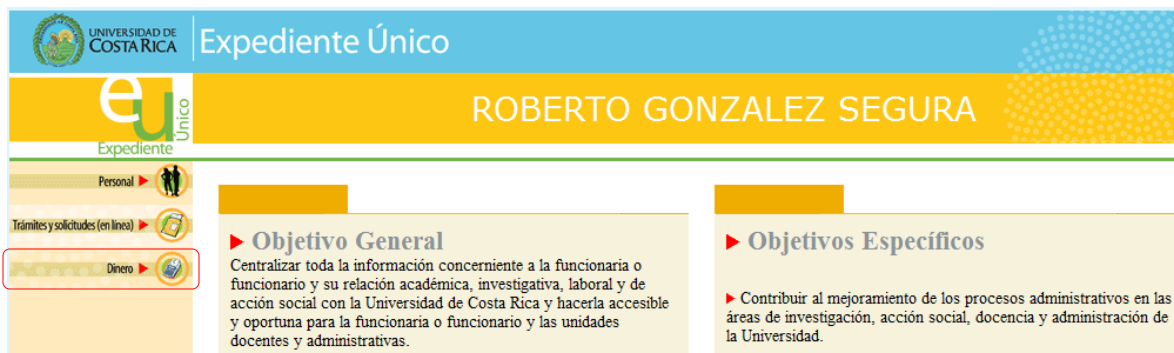 UNIVERSIDAD DE
COSTA RICA
Expediente Único
eu
Único
Expediente
ROBERTO GONZALEZ SEGURA
Personal
Trámites y solicitudes (en línea)
Dinero
Objetivo General
Centralizar toda la información concerniente a la funcionaria o
funcionario y su relación académica, investigativa, laboral y de
acción social con la Universidad de Costa Rica y hacerla accesible
y oportuna para la funcionaria o funcionario y las unidades
docentes y administrativas.
Objetivos Específicos
Contribuir al mejoramiento de los procesos administrativos en las
áreas de investigación, acción social, docencia y administración de
la Universidad.